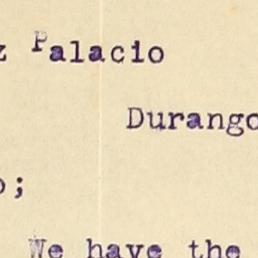 z Palacio
Durango
o;
We have the